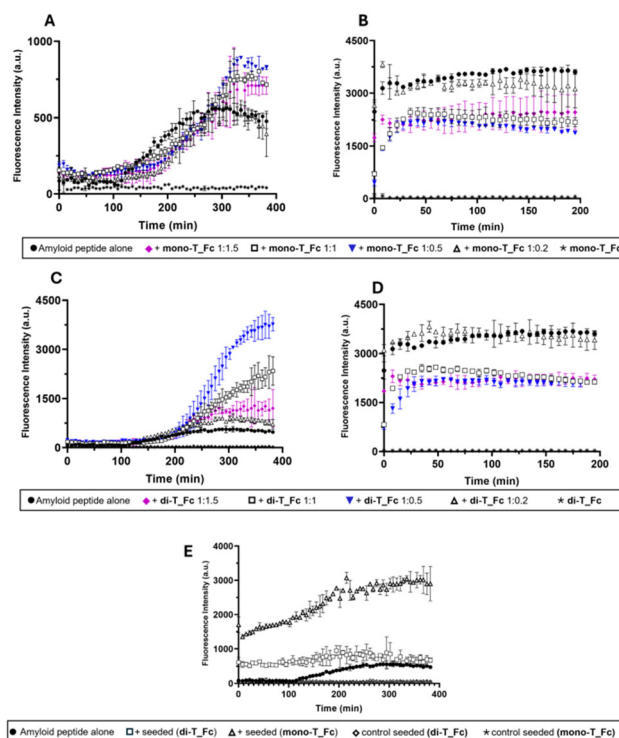 A
B
Fluorescence Intensity (a.u.)
1000
500
0
0 100 200 300 400
Time (min)
Fluorescence Intensity (a.u.)
4500
3000
1500
0
0 50 100 150 200
Time (min)
Amyloid peptide alone + mono-T_Fc 1:1.5 + mono-T_Fc 1:1 + mono-T_Fc 1:0.5 + mono-T_Fc 1:0.2 mono-T_Fc
C
D
Fluorescence Intensity (a.u.)
4500
3000
1500
0
0 100 200 300 400
Time (min)
Fluorescence Intensity (a.u.)
4500
3000
2000
1000
0
0 50 100 150 200
Time (min)
Amyloid peptide alone + di-T_Fc 1:1.5 + di-T_Fc 1:1 + di-T_Fc 1:0.5 + di-T_Fc 1:0.2 di-T_Fc
E
Fluorescence Intensity (a.u.)
4000
3000
2000
1000
0
0 100 200 300 400
Time (min)
Amyloid peptide alone + seeded (di-T_Fc) + seeded (mono-T_Fc) control seeded (di-T_Fc) control seeded (mono-T_Fc)